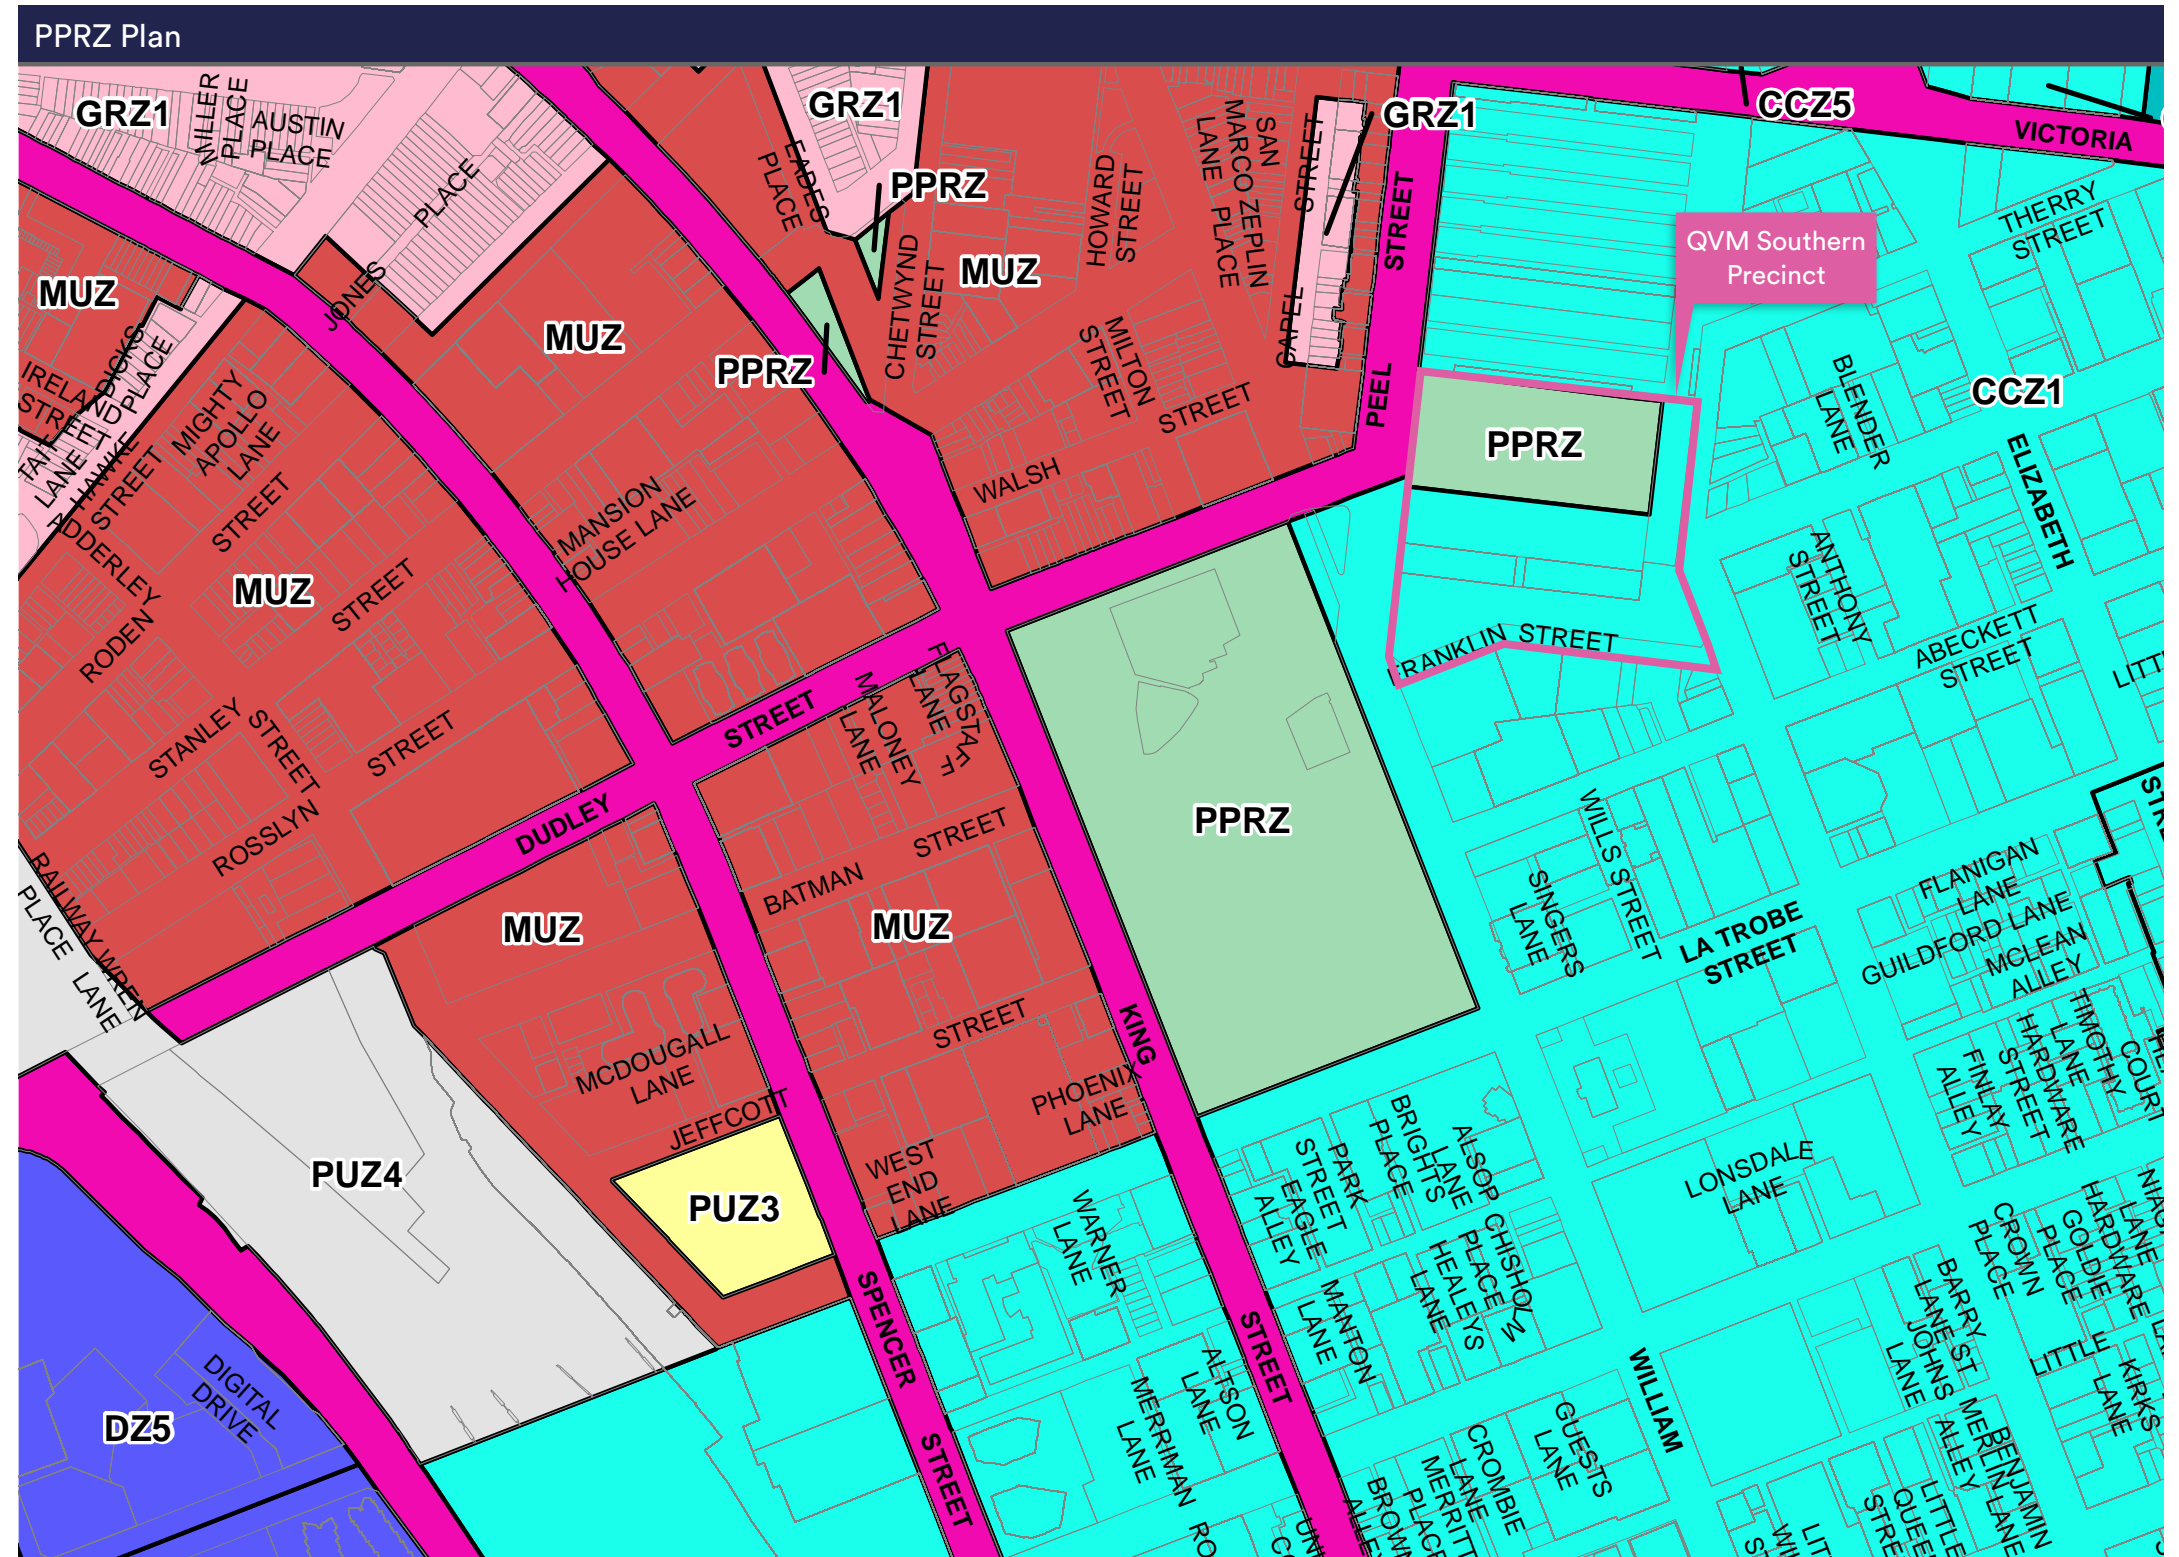 PPRZ Plan
GRZ1
MILLER
PLACE
AUSTIN
PLACE
PLACE
GRZ1
EADES
PLACE
PPRZ
HOWARD
STREET
SAN
MARCO
LANE
ZEPLIN
PLACE
STREET
GRZ1
STREET
CCZ5
VICTORIA
THERRY
STREET
QVM Southern
Precinct
MUZ
JONES
MUZ
PPRZ
CHETWYND
STREET
MUZ
MILTON
STREET
CAPEL
PEEL
STREET
PPRZ
BLENDER
LANE
CCZ1
ELIZABETH
DICKS
PLACE
STREET
HAWKE
STREET
LANE
MIGHTY
APOLLO
LANE
STREET
ADDERLEY
MUZ
STREET
RODEN
MANSION
HOUSE LANE
WALSH
ANTHONY
STREET
FRANKLIN STREET
ABECKETT
STREET
STANLEY
STREET
STREET
ROSSLYN
STREET
DUDLEY
MALONEY
LANE
FLAGSTAFF
LANE
STREET
BATMAN
PPRZ
WILLS STREET
SINGERS
LANE
LA TROBE
STREET
FLANIGAN
LANE
GUILDFORD LANE
MCLEAN
ALLEY
RAILWAY
PLACE
WREN
LANE
MUZ
MUZ
STREET
MCDOUGALL
LANE
JEFFCOTT
PHOENIX
LANE
KING
TIMOTHY
LANE
HARDWARE
STREET
FINLAY
ALLEY
COURT
PUZ4
PUZ3
WEST
END
LANE
WARNER
LANE
BRIGHTS
PLACE
ALSOP
LANE
PARK
STREET
EAGLE
ALLEY
CHISHOLM
PLACE
HEALEYS
LANE
MANTON
LANE
LONSDALE
LANE
HARDWARE
LANE
GOLDIE
PLACE
CROWN
PLACE
BARRY
LANE
ST
JOHNS
LANE
LITTLE
KIRKS
LANE
SPENCER
STREET
STREET
WILLIAM
DIGITAL
DRIVE
DZ5
ALTSON
LANE
MERRIMAN
LANE
GUESTS
LANE
CROMBIE
LANE
MERRITT
MERLIN
ALLEY
BENJAMIN
LANE
LITTLE